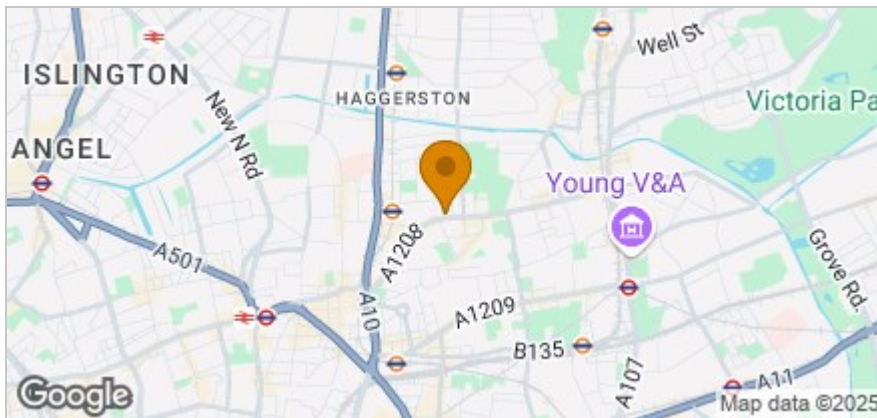 Well St
ISLINGTON
HAGGERSTON
New N Rd
Victoria Pa
ANGEL
Young V&A
A1208
A501
Grove Rd.
A10
A1209
B135
A107
A11
Google
Map data ©2025